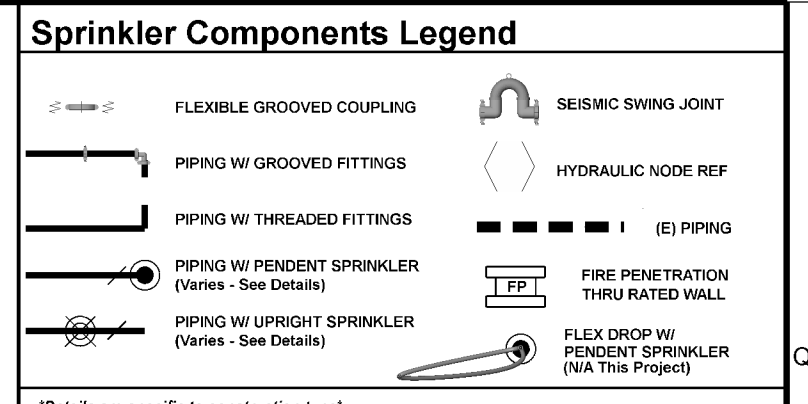 Sprinkler Components Legend
FLEXIBLE GROOVED COUPLING
PIPING W/ GROOVED FITTINGS
PIPING W/ THREADED FITTINGS
PIPING W/ PENDENT SPRINKLER
(Varies - See Details)
PIPING W/ UPRIGHT SPRINKLER
(Varies - See Details)
SEISMIC SWING JOINT
HYDRAULIC NODE REF
(E) PIPING
FP
FIRE PENETRATION
THRU RATED WALL
FLEX DROP W/
PENDENT SPRINKLER
(N/A This Project)
Q